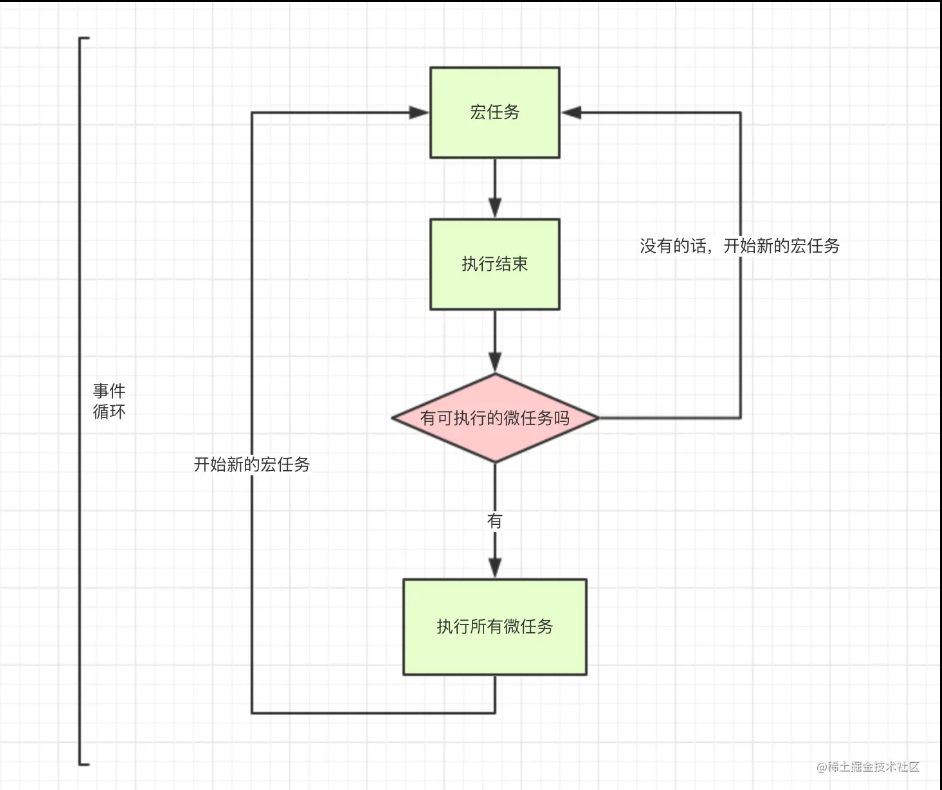 宏任务
执行结束
没有的话，开始新的宏任务
事件
循环
有可执行的微任务吗
开始新的宏任务
有
执行所有微任务
@稀土掘金技术社区